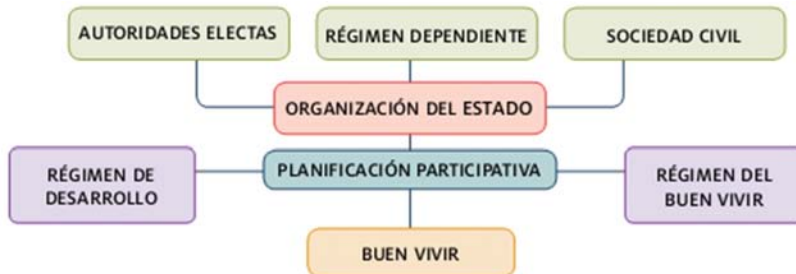 AUTORIDADES ELECTAS
RÉGIMEN DEPENDIENTE
SOCIEDAD CIVIL
ORGANIZACIÓN DEL ESTADO
RÉGIMEN DE
DESARROLLO
PLANIFICACIÓN PARTICIPATIVA
RÉGIMEN DEL
BUEN VIVIR
BUEN VIVIR